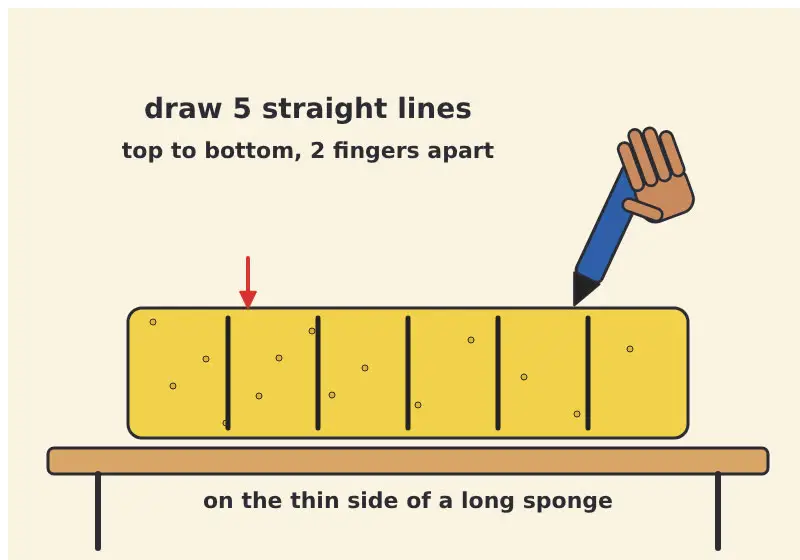 draw 5 straight lines
top to bottom, 2 fingers apart
on the thin side of a long sponge